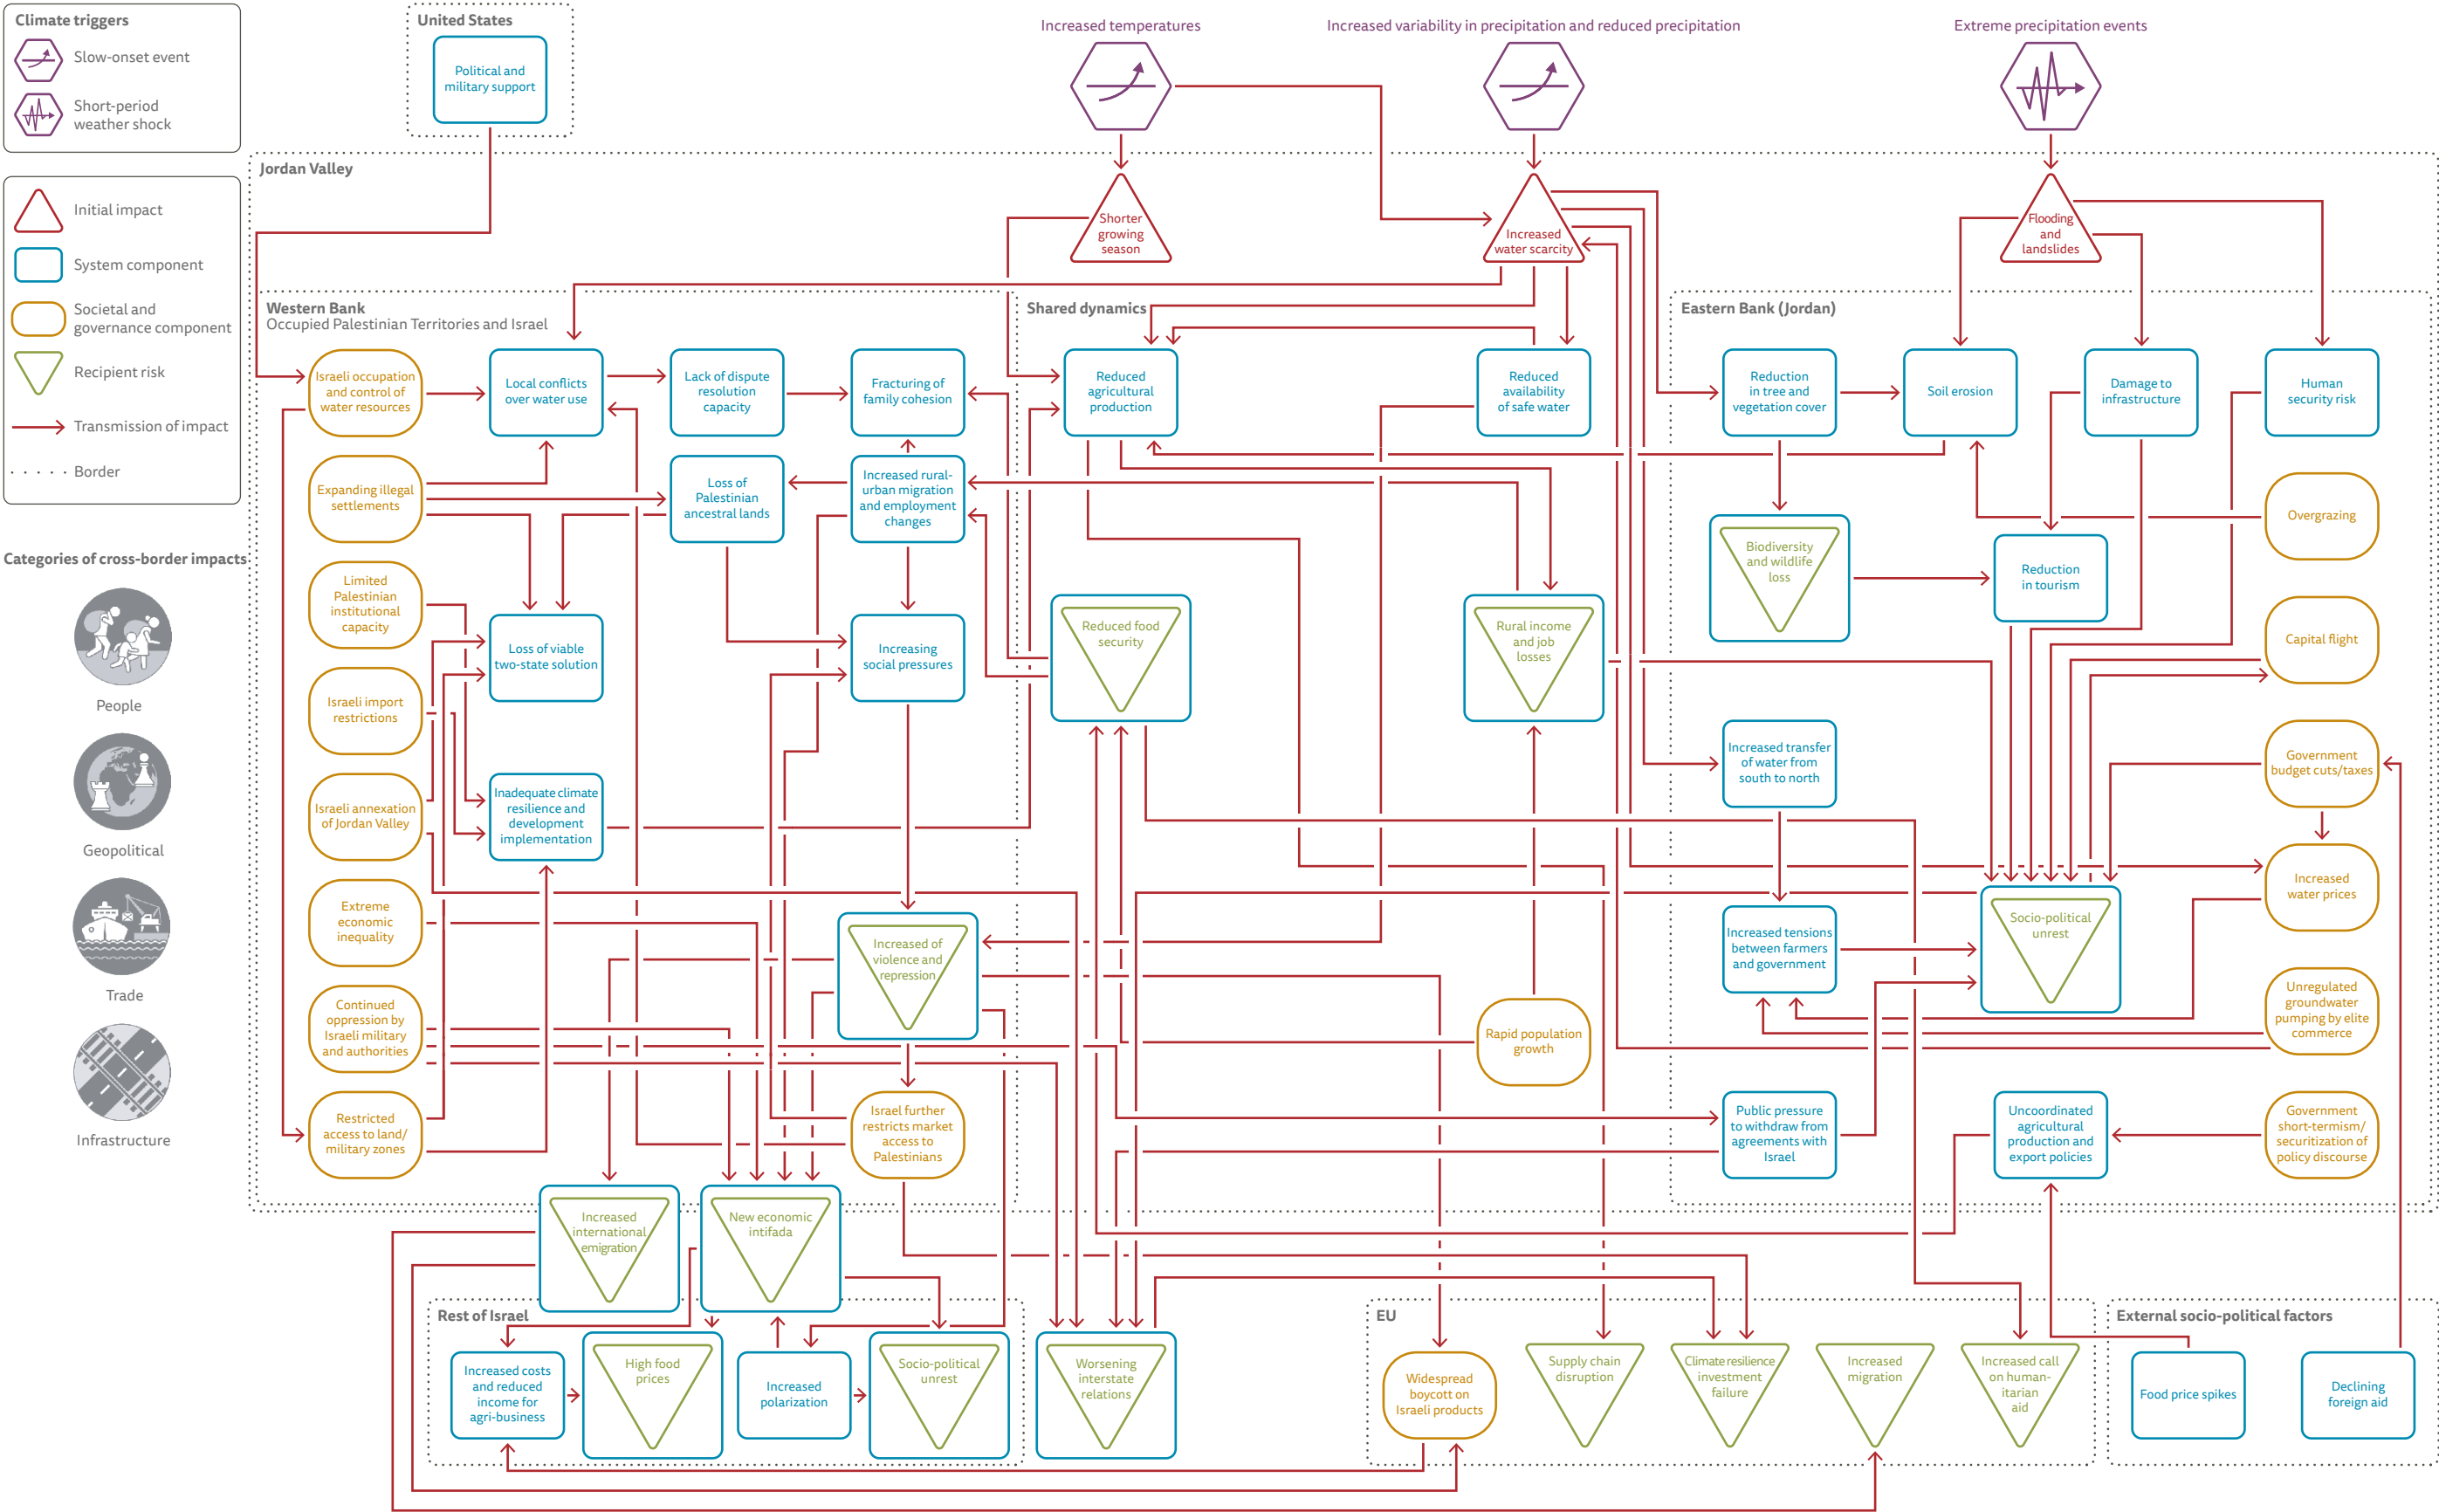 Climate triggers
Slow-onset event
Short-period
weather shock
Initial impact
System component
Societal and
governance component
Recipient risk
Transmission of impact
Border
Categories of cross-border impacts
People
Geopolitical
Trade
Infrastructure
United States
Political and
military support
Increased temperatures
Increased variability in precipitation and reduced precipitation
Extreme precipitation events
Jordan Valley
Shorter
growing
season
Increased
water scarcity
Flooding
and
landslides
Western Bank
Occupied Palestinian Territories and Israel
Israeli occupation
and control of
water resources
Local conflicts
over water use
Lack of dispute
resolution
capacity
Fracturing of
family cohesion
Expanding illegal
settlements
Loss of
Palestinian
ancestral lands
Increased rural-
urban migration
and employment
changes
Limited
Palestinian
institutional
capacity
Loss of viable
two-state solution
Increasing
social pressures
Israeli import
restrictions
Israeli annexation
of Jordan Valley
Inadequate climate
resilience and
development
implementation
Extreme
economic
inequality
Increased of
violence and
repression
Continued
oppression by
Israeli military
and authorities
Restricted
access to land/
military zones
Israel further
restricts market
access to
Palestinians
Increased
international
emigration
New economic
intifada
Shared dynamics
Reduced
agricultural
production
Reduced
availability
of safe water
Reduced food
security
Rural income
and job
losses
Rapid population
growth
Eastern Bank (Jordan)
Reduction
in tree and
vegetation cover
Soil erosion
Damage to
infrastructure
Human
security risk
Overgrazing
Biodiversity
and wildlife
loss
Reduction
in tourism
Capital flight
Increased transfer
of water from
south to north
Government
budget cuts/taxes
Increased
water prices
Increased tensions
between farmers
and government
Socio-political
unrest
Unregulated
groundwater
pumping by elite
commerce
Public pressure
to withdraw from
agreements with
Israel
Uncoordinated
agricultural
production and
export policies
Government
short-termism/
securitization of
policy discourse
Rest of Israel
Increased costs
and reduced
income for
agri-business
High food
prices
Increased
polarization
Socio-political
unrest
Worsening
interstate
relations
EU
Widespread
boycott on
Israeli products
Supply chain
disruption
Climate resilience
investment
failure
Increased
migration
Increased call
on human-
itarian
aid
External socio-political factors
Food price spikes
Declining
foreign aid